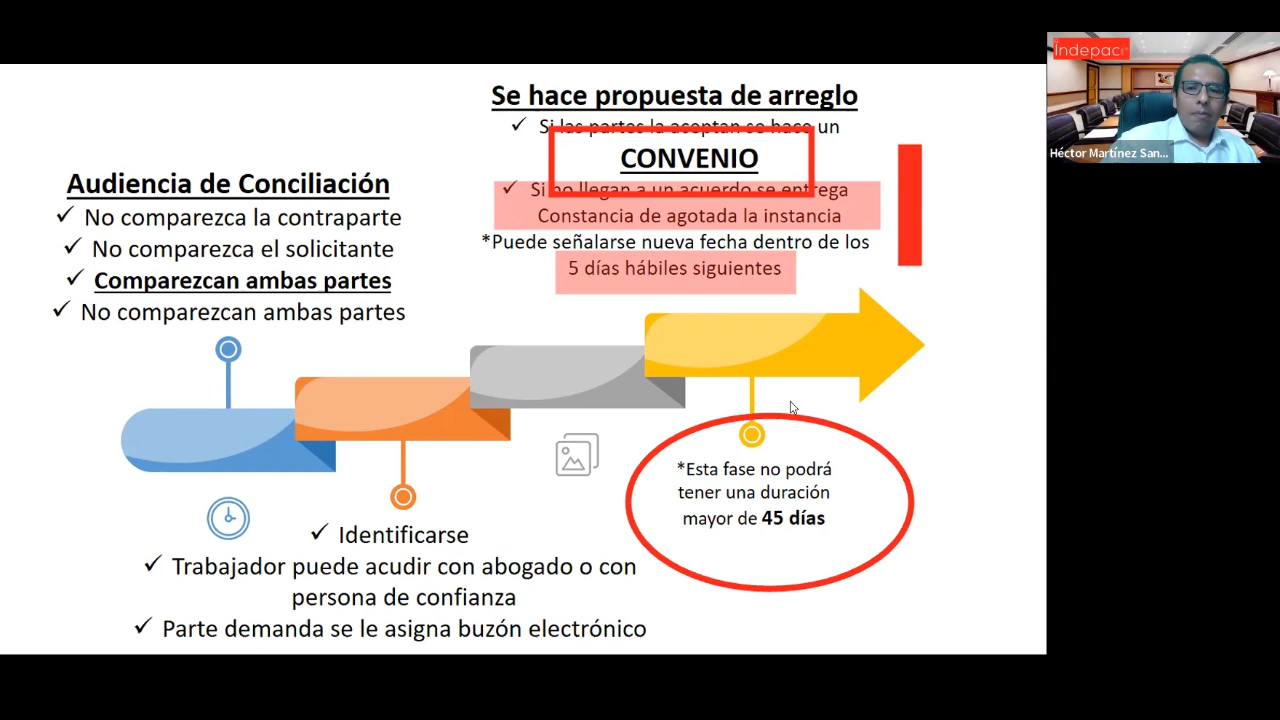 Indepac
Héctor Martínez San...
Se hace propuesta de arreglo
✓ Si las partes la aceptan se hace un
CONVENIO
✓ Si no llegan a un acuerdo se entrega
Constancia de agotada la instancia
*Puede señalarse nueva fecha dentro de los
5 días hábiles siguientes
Audiencia de Conciliación
✓ No comparezca la contraparte
✓ No comparezca el solicitante
✓ Comparezcan ambas partes
✓ No comparezcan ambas partes
*Esta fase no podrá
tener una duración
mayor de 45 días
✓ Identificarse
✓ Trabajador puede acudir con abogado o con
persona de confianza
✓ Parte demanda se le asigna buzón electrónico